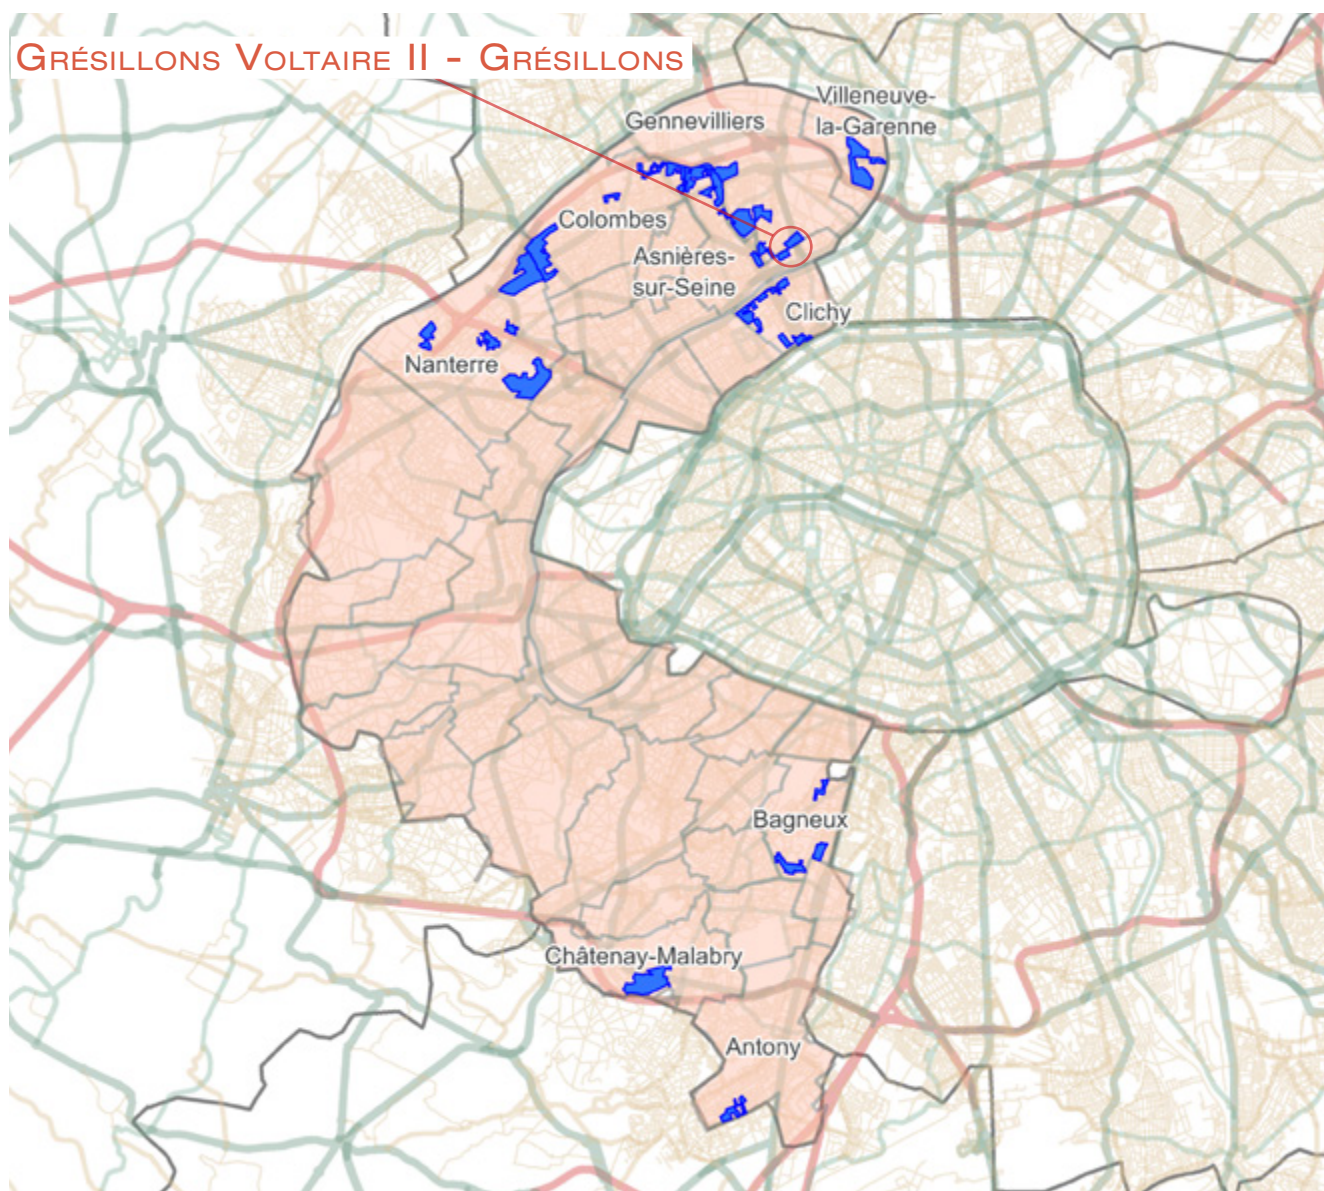 GRÉSILLONS VOLTAIRE II - GRÉSILLONS
Villeneuve-
la-Garenne
Gennevilliers
Colombes
Asnières-
sur-Seine
Clichy
Nanterre
Bagneux
Châtenay-Malabry
Antony